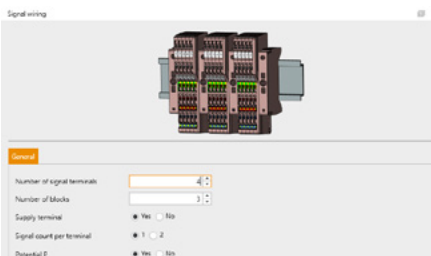 Signal wiring
General
Number of signal terminals 4
Number of blocks 3
Supply terminal Yes No
Signal count per terminal 1 2
Potential P Yes No